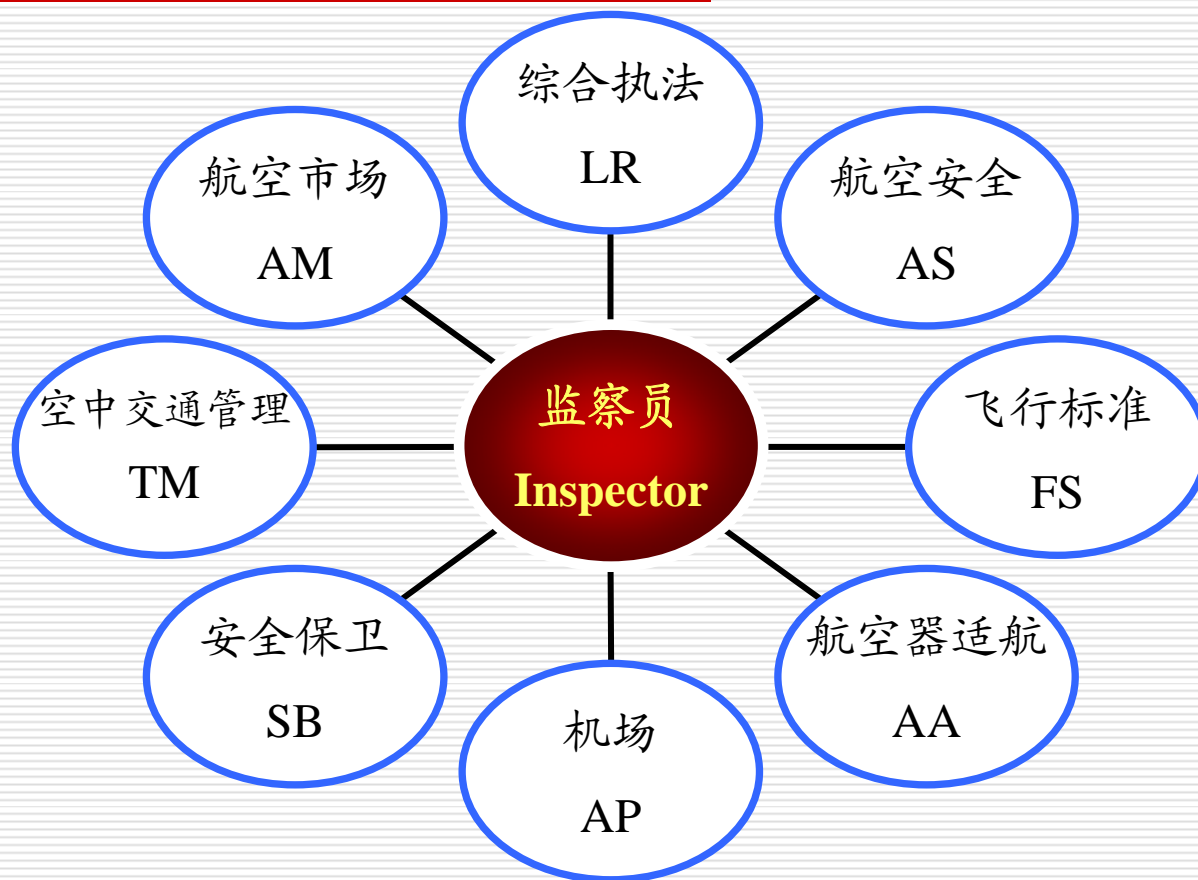 综合执法
LR
航空市场
AM
航空安全
AS
空中交通管理
TM
监察员
Inspector
飞行标准
FS
安全保卫
SB
航空器适航
AA
机场
AP